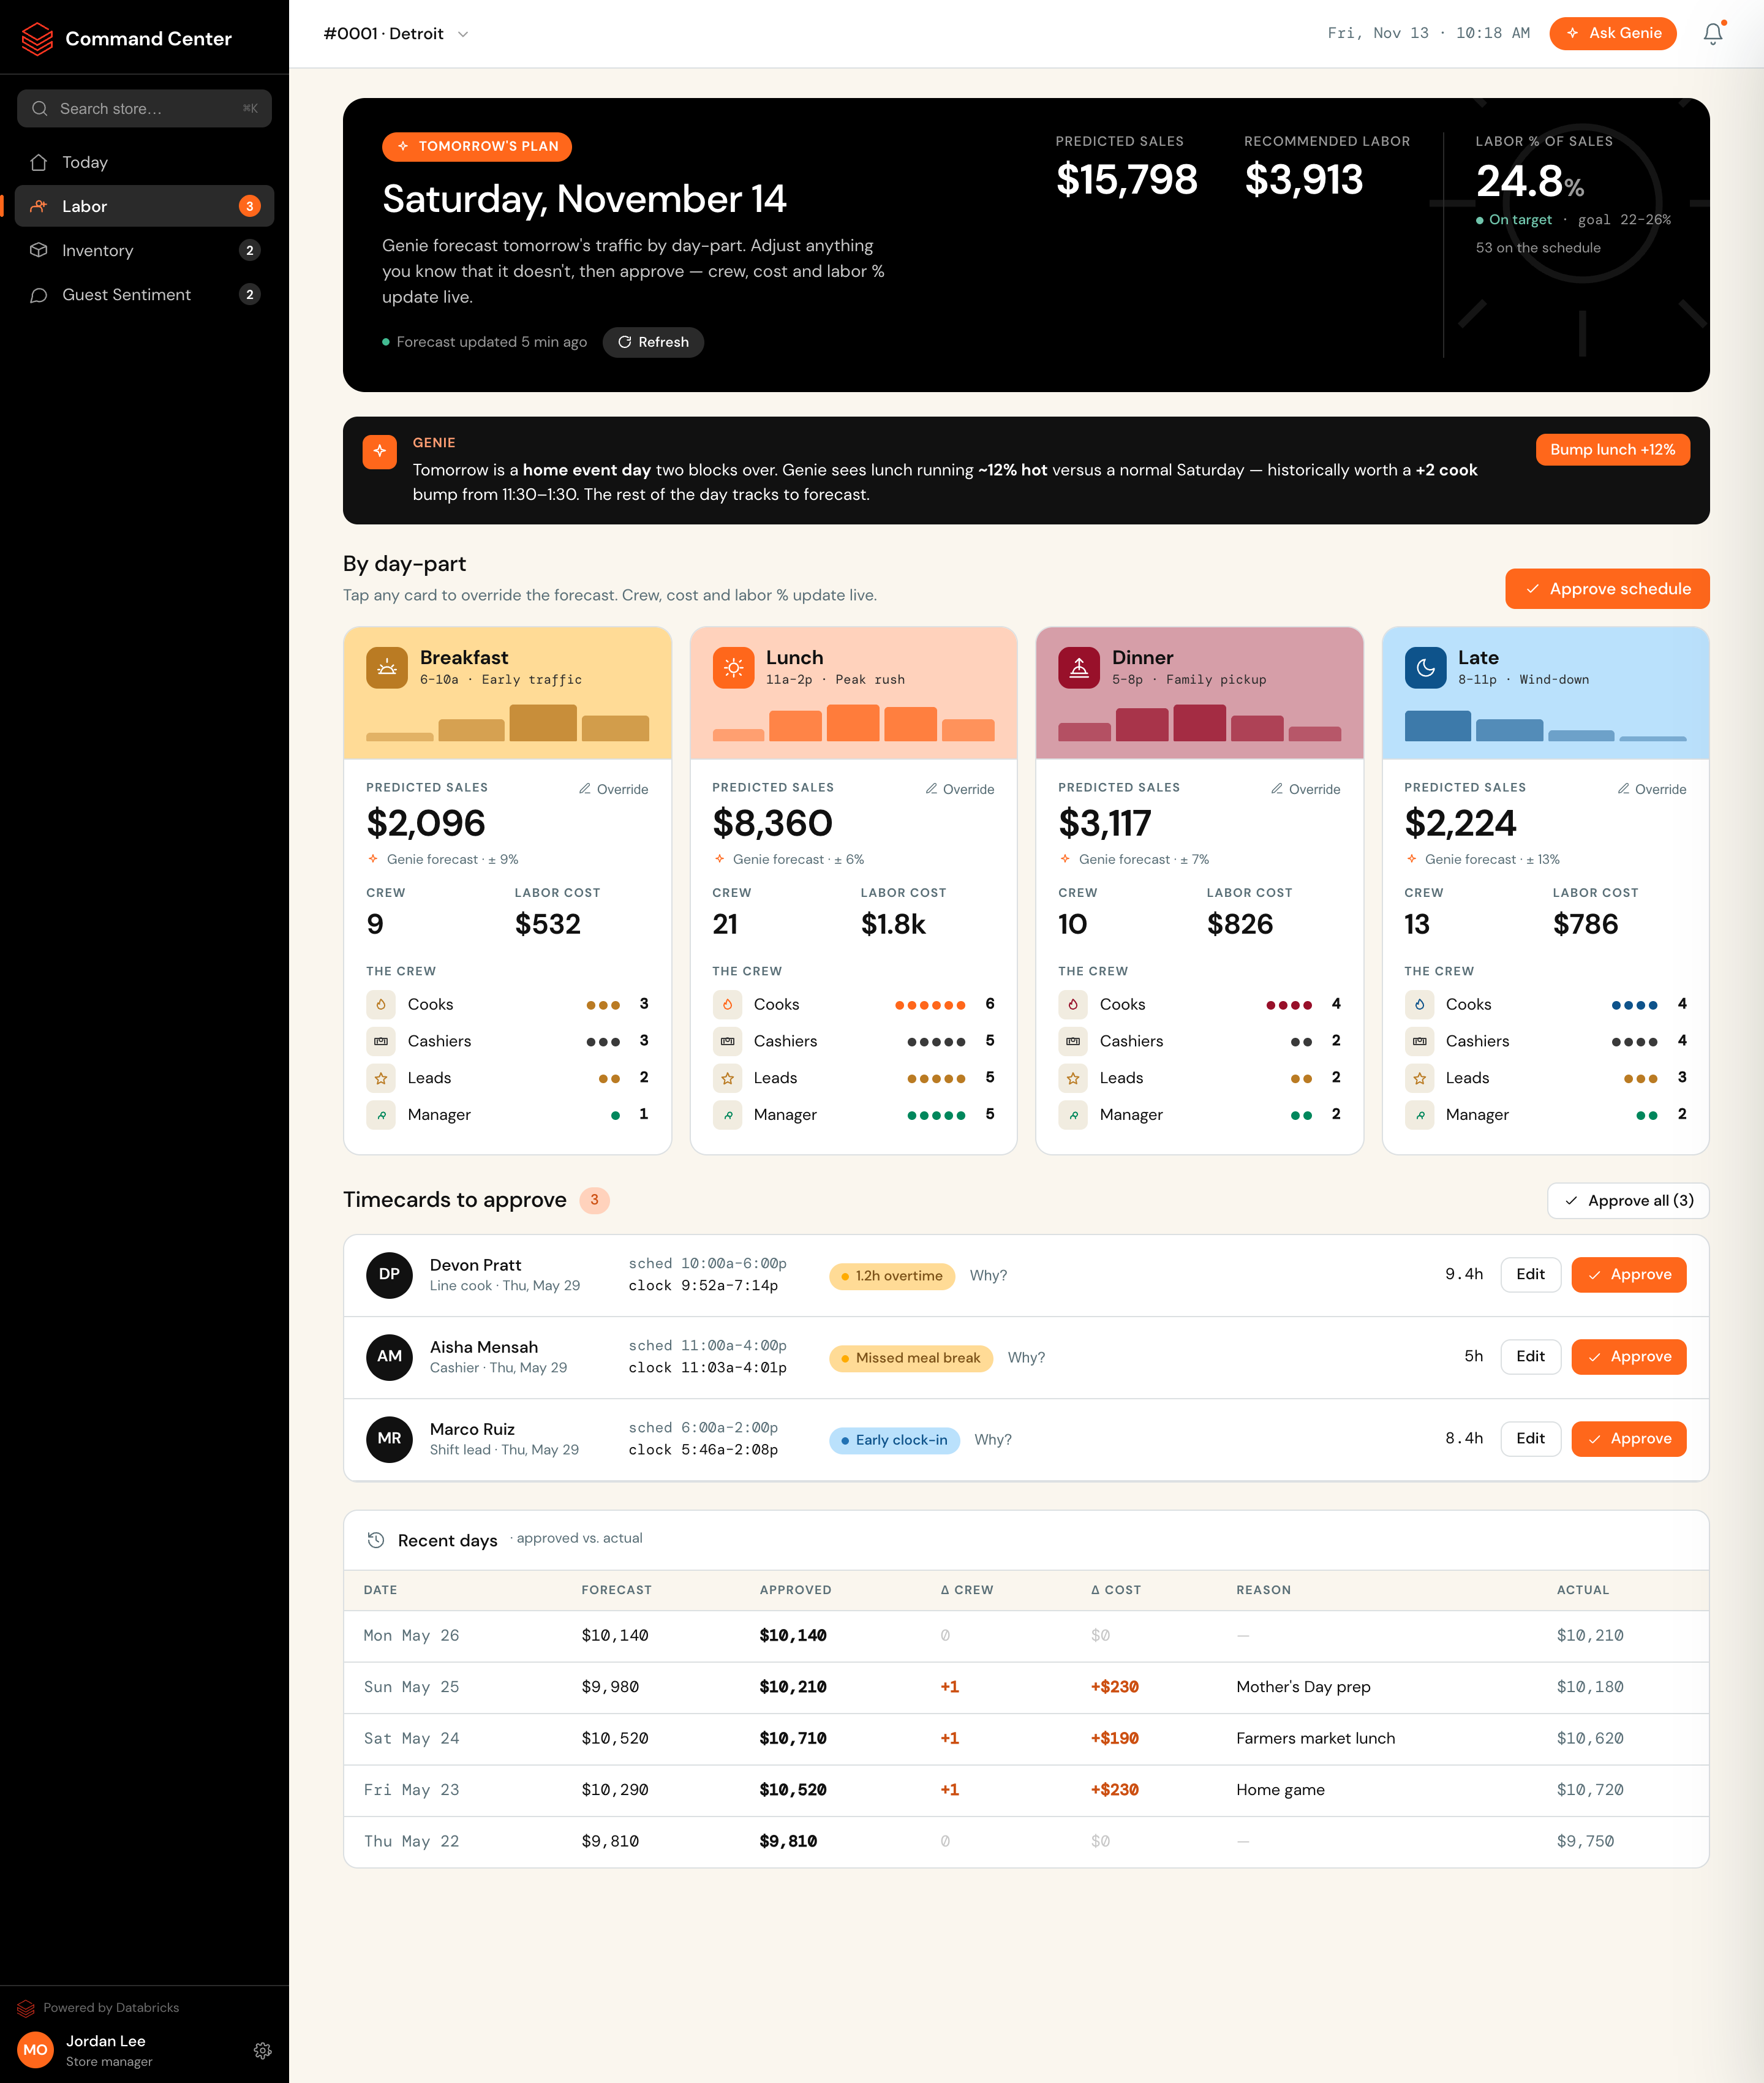 Command Center
Search store… ⌘K
Today
Labor 3
Inventory 2
Guest Sentiment 2
Powered by Databricks
MO
Jordan Lee
Store manager
#0001 · Detroit
Fri, Nov 13 · 10:18 AM
Ask Genie
TOMORROW'S PLAN
Saturday, November 14
Genie forecast tomorrow's traffic by day-part. Adjust anything
you know that it doesn't, then approve — crew, cost and labor %
update live.
Forecast updated 5 min ago
Refresh
PREDICTED SALES
$15,798
RECOMMENDED LABOR
$3,913
LABOR % OF SALES
24.8%
On target · goal 22–26%
53 on the schedule
GENIE
Tomorrow is a home event day two blocks over. Genie sees lunch running ~12% hot versus a normal Saturday — historically worth a +2 cook
bump from 11:30–1:30. The rest of the day tracks to forecast.
Bump lunch +12%
By day-part
Tap any card to override the forecast. Crew, cost and labor % update live.
Approve schedule
Breakfast
6–10a · Early traffic
PREDICTED SALES
Override
$2,096
Genie forecast · ± 9%
CREW LABOR COST
9 $532
THE CREW
Cooks 3
Cashiers 3
Leads 2
Manager 1
Lunch
11a–2p · Peak rush
PREDICTED SALES
Override
$8,360
Genie forecast · ± 6%
CREW LABOR COST
21 $1.8k
THE CREW
Cooks 6
Cashiers 5
Leads 5
Manager 5
Dinner
5–8p · Family pickup
PREDICTED SALES
Override
$3,117
Genie forecast · ± 7%
CREW LABOR COST
10 $826
THE CREW
Cooks 4
Cashiers 2
Leads 2
Manager 2
Late
8–11p · Wind-down
PREDICTED SALES
Override
$2,224
Genie forecast · ± 13%
CREW LABOR COST
13 $786
THE CREW
Cooks 4
Cashiers 4
Leads 3
Manager 2
Timecards to approve 3
Approve all (3)
DP
Devon Pratt
Line cook · Thu, May 29
sched 10:00a–6:00p
clock 9:52a–7:14p
1.2h overtime
Why?
9.4h
Edit
Approve
AM
Aisha Mensah
Cashier · Thu, May 29
sched 11:00a–4:00p
clock 11:03a–4:01p
Missed meal break
Why?
5h
Edit
Approve
MR
Marco Ruiz
Shift lead · Thu, May 29
sched 6:00a–2:00p
clock 5:46a–2:08p
Early clock-in
Why?
8.4h
Edit
Approve
Recent days · approved vs. actual
DATE FORECAST APPROVED Δ CREW Δ COST REASON ACTUAL
Mon May 26 $10,140 $10,140 0 $0 — $10,210
Sun May 25 $9,980 $10,210 +1 +$230 Mother's Day prep $10,180
Sat May 24 $10,520 $10,710 +1 +$190 Farmers market lunch $10,620
Fri May 23 $10,290 $10,520 +1 +$230 Home game $10,720
Thu May 22 $9,810 $9,810 0 $0 — $9,750